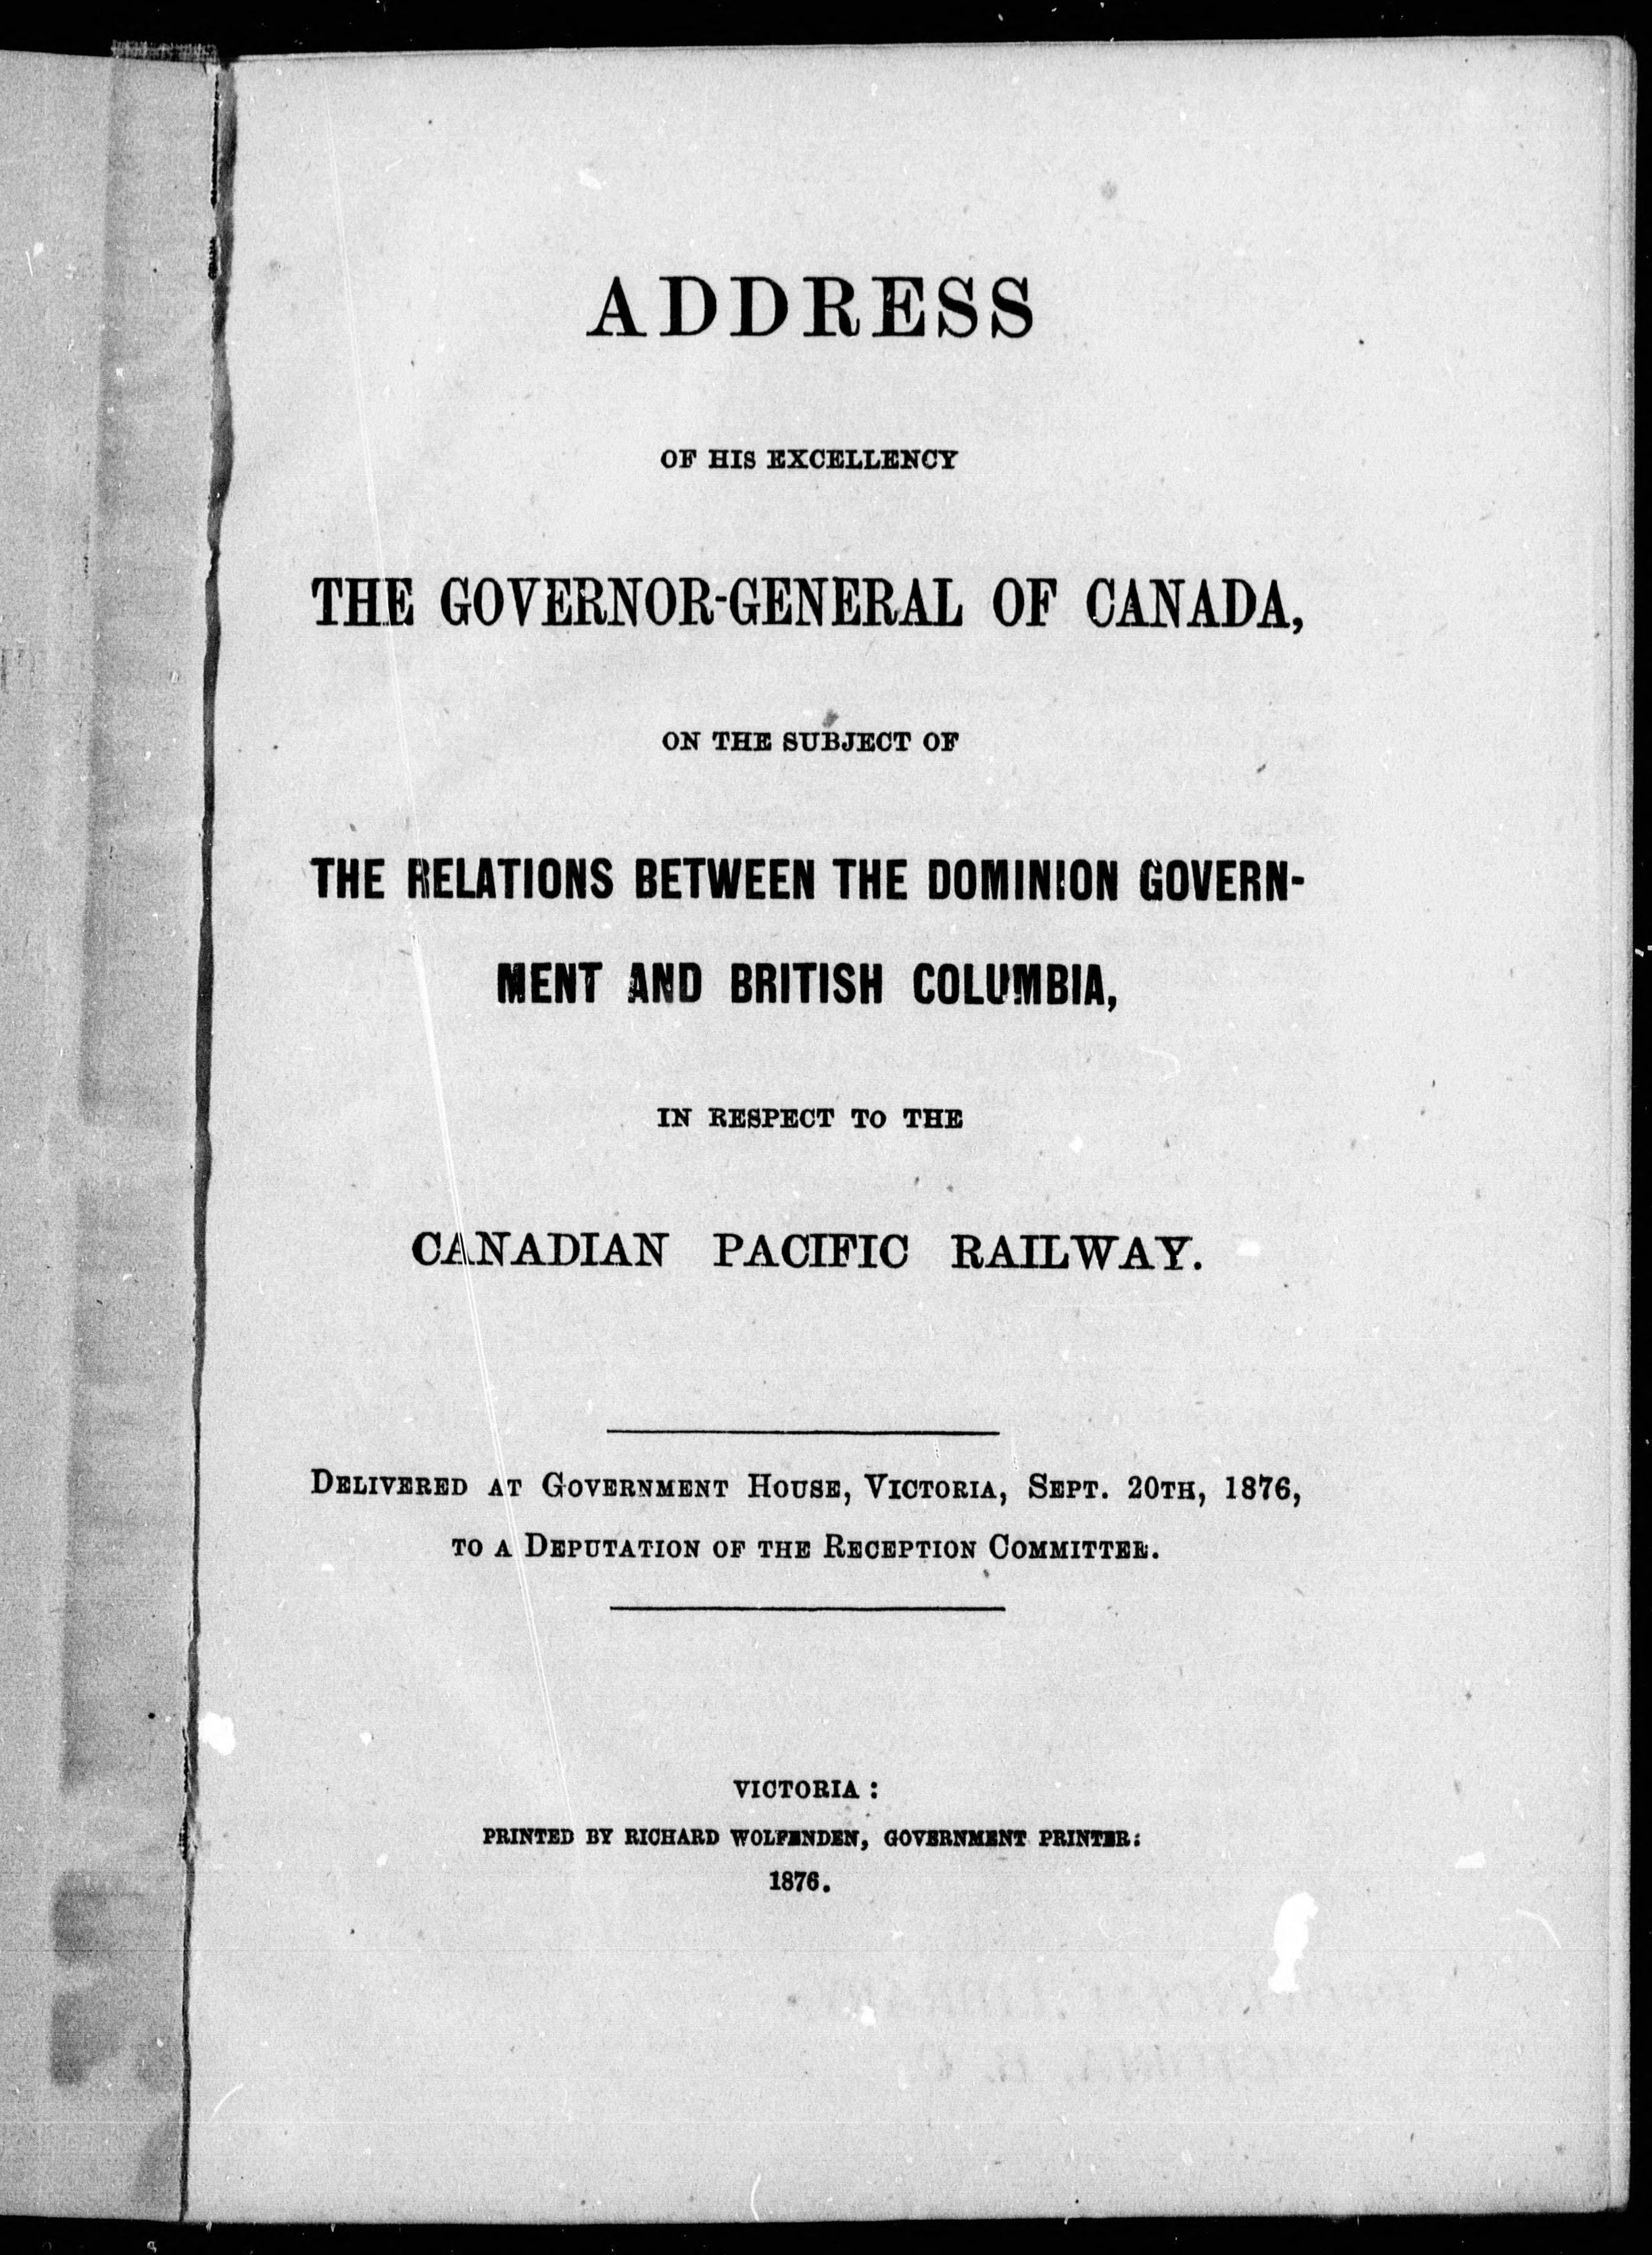 ADDRESS
OF HIS EXCELLENCY
THE GOVERNOR-GENERAL OF CANADA,
ON THE SUBJECT OF
THE RELATIONS BETWEEN THE DOMINION GOVERN-
MENT AND BRITISH COLUMBIA,
IN RESPECT TO THE
CANADIAN PACIFIC RAILWAY.
DELIVERED AT GOVERNMENT HOUSE, VICTORIA, SEPT. 20TH, 1876,
TO A DEPUTATION OF THE RECEPTION COMMITTEE.
VICTORIA:
PRINTED BY RICHARD WOLFENDEN, GOVERNMENT PRINTER:
1876.